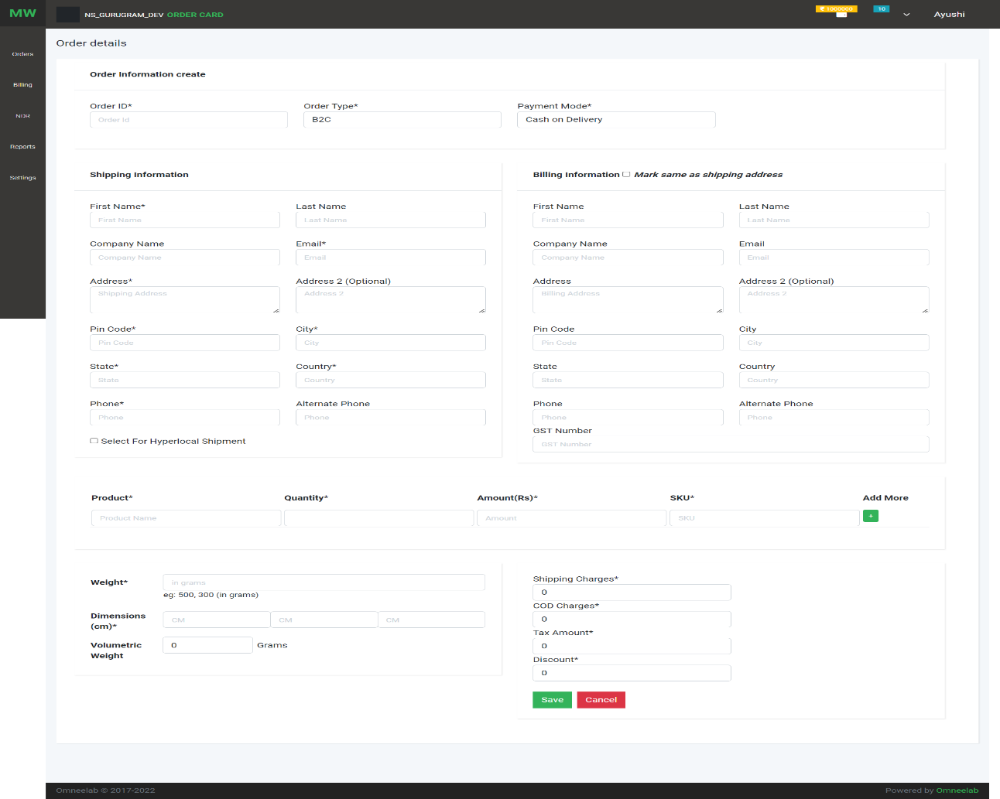 MW
NS_GURUGRAM_DEV ORDER CARD
₹ 1000000
10
Ayushi
Orders
Billing
NDR
Reports
Settings
Order details
Order Information create
Order ID* Order Type* Payment Mode*
Order Id B2C Cash on Delivery
Shipping Information
First Name* Last Name
First Name Last Name
Company Name Email*
Company Name Email
Address* Address 2 (Optional)
Shipping Address Address 2
Pin Code* City*
Pin Code City
State* Country*
State Country
Phone* Alternate Phone
Phone Phone
Select For Hyperlocal Shipment
Billing Information Mark same as shipping address
First Name Last Name
First Name Last Name
Company Name Email
Company Name Email
Address Address 2 (Optional)
Billing Address Address 2
Pin Code City
Pin Code City
State Country
State Country
Phone Alternate Phone
Phone Phone
GST Number
GST Number
Product* Quantity* Amount(Rs)* SKU* Add More
Product Name Amount SKU +
Weight* in grams
eg: 500, 300 (in grams)
Dimensions
(cm)* CM CM CM
Volumetric
Weight 0 Grams
Shipping Charges*
0
COD Charges*
0
Tax Amount*
0
Discount*
0
Save Cancel
Omneelab © 2017-2022 Powered by Omneelab